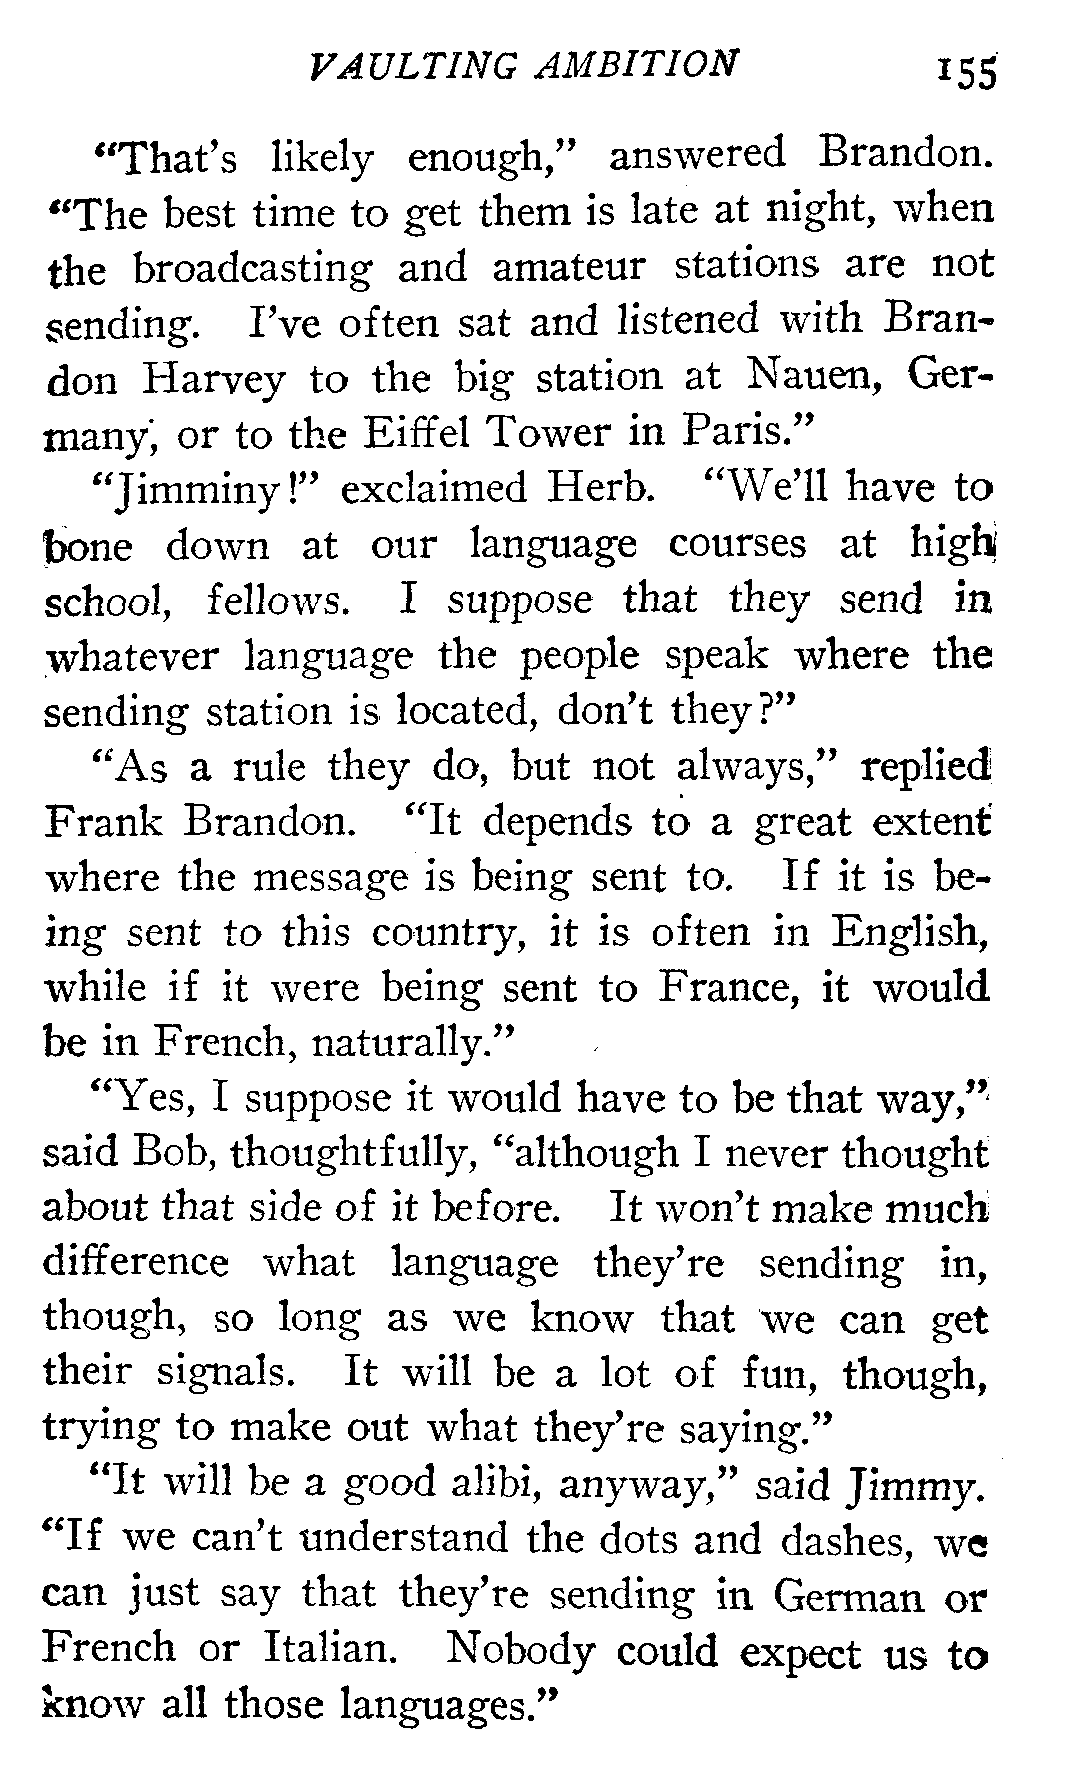 VAULTING AMBITION 155
“That’s likely enough,” answered Brandon.
“The best time to get them is late at night, when
the broadcasting and amateur stations are not
sending. I’ve often sat and listened with Bran-
don Harvey to the big station at Nauen, Ger-
many, or to the Eiffel Tower in Paris.”
“Jimminy!” exclaimed Herb. “We’ll have to
bone down at our language courses at high
school, fellows. I suppose that they send in
whatever language the people speak where the
sending station is located, don’t they?”
“As a rule they do, but not always,” replied
Frank Brandon. “It depends to a great extent
where the message is being sent to. If it is be-
ing sent to this country, it is often in English,
while if it were being sent to France, it would
be in French, naturally.”
“Yes, I suppose it would have to be that way,”
said Bob, thoughtfully, “although I never thought
about that side of it before. It won’t make much
difference what language they’re sending in,
though, so long as we know that we can get
their signals. It will be a lot of fun, though,
trying to make out what they’re saying.”
“It will be a good alibi, anyway,” said Jimmy.
“If we can’t understand the dots and dashes, we
can just say that they’re sending in German or
French or Italian. Nobody could expect us to
know all those languages.”